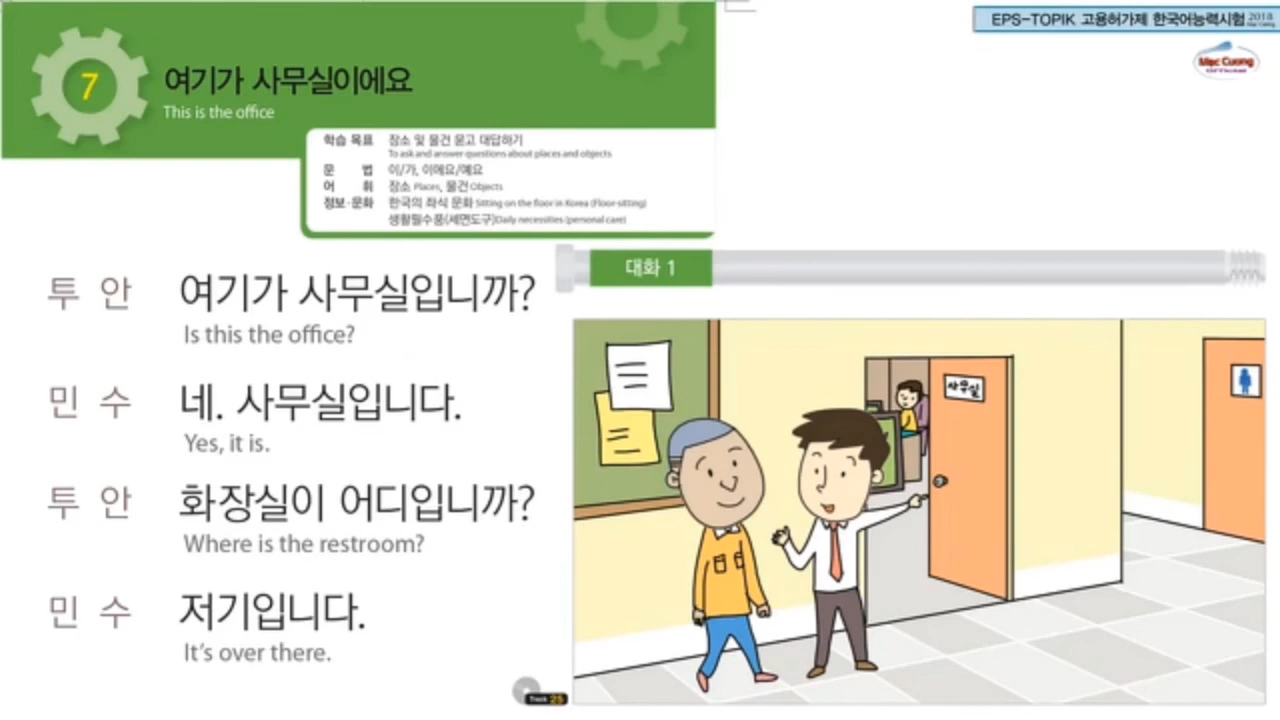 EPS-TOPIK 고용허가제 한국어능력시험 2018
Mạc Cương
7
여기가 사무실이에요
This is the office
학습 목표 장소 및 물건 묻고 대답하기
To ask and answer questions about places and objects
문 법 이/가, 이에요/예요
어 휘 장소 Places, 물건 Objects
정보·문화 한국의 좌식 문화 Sitting on the floor in Korea (Floor-sitting)
생활필수품(세면도구) Daily necessities (personal care)
대화 1
투 안 여기가 사무실입니까?
Is this the office?
민 수 네. 사무실입니다.
Yes, it is.
투 안 화장실이 어디입니까?
Where is the restroom?
민 수 저기입니다.
It's over there.
사무실
Track 25